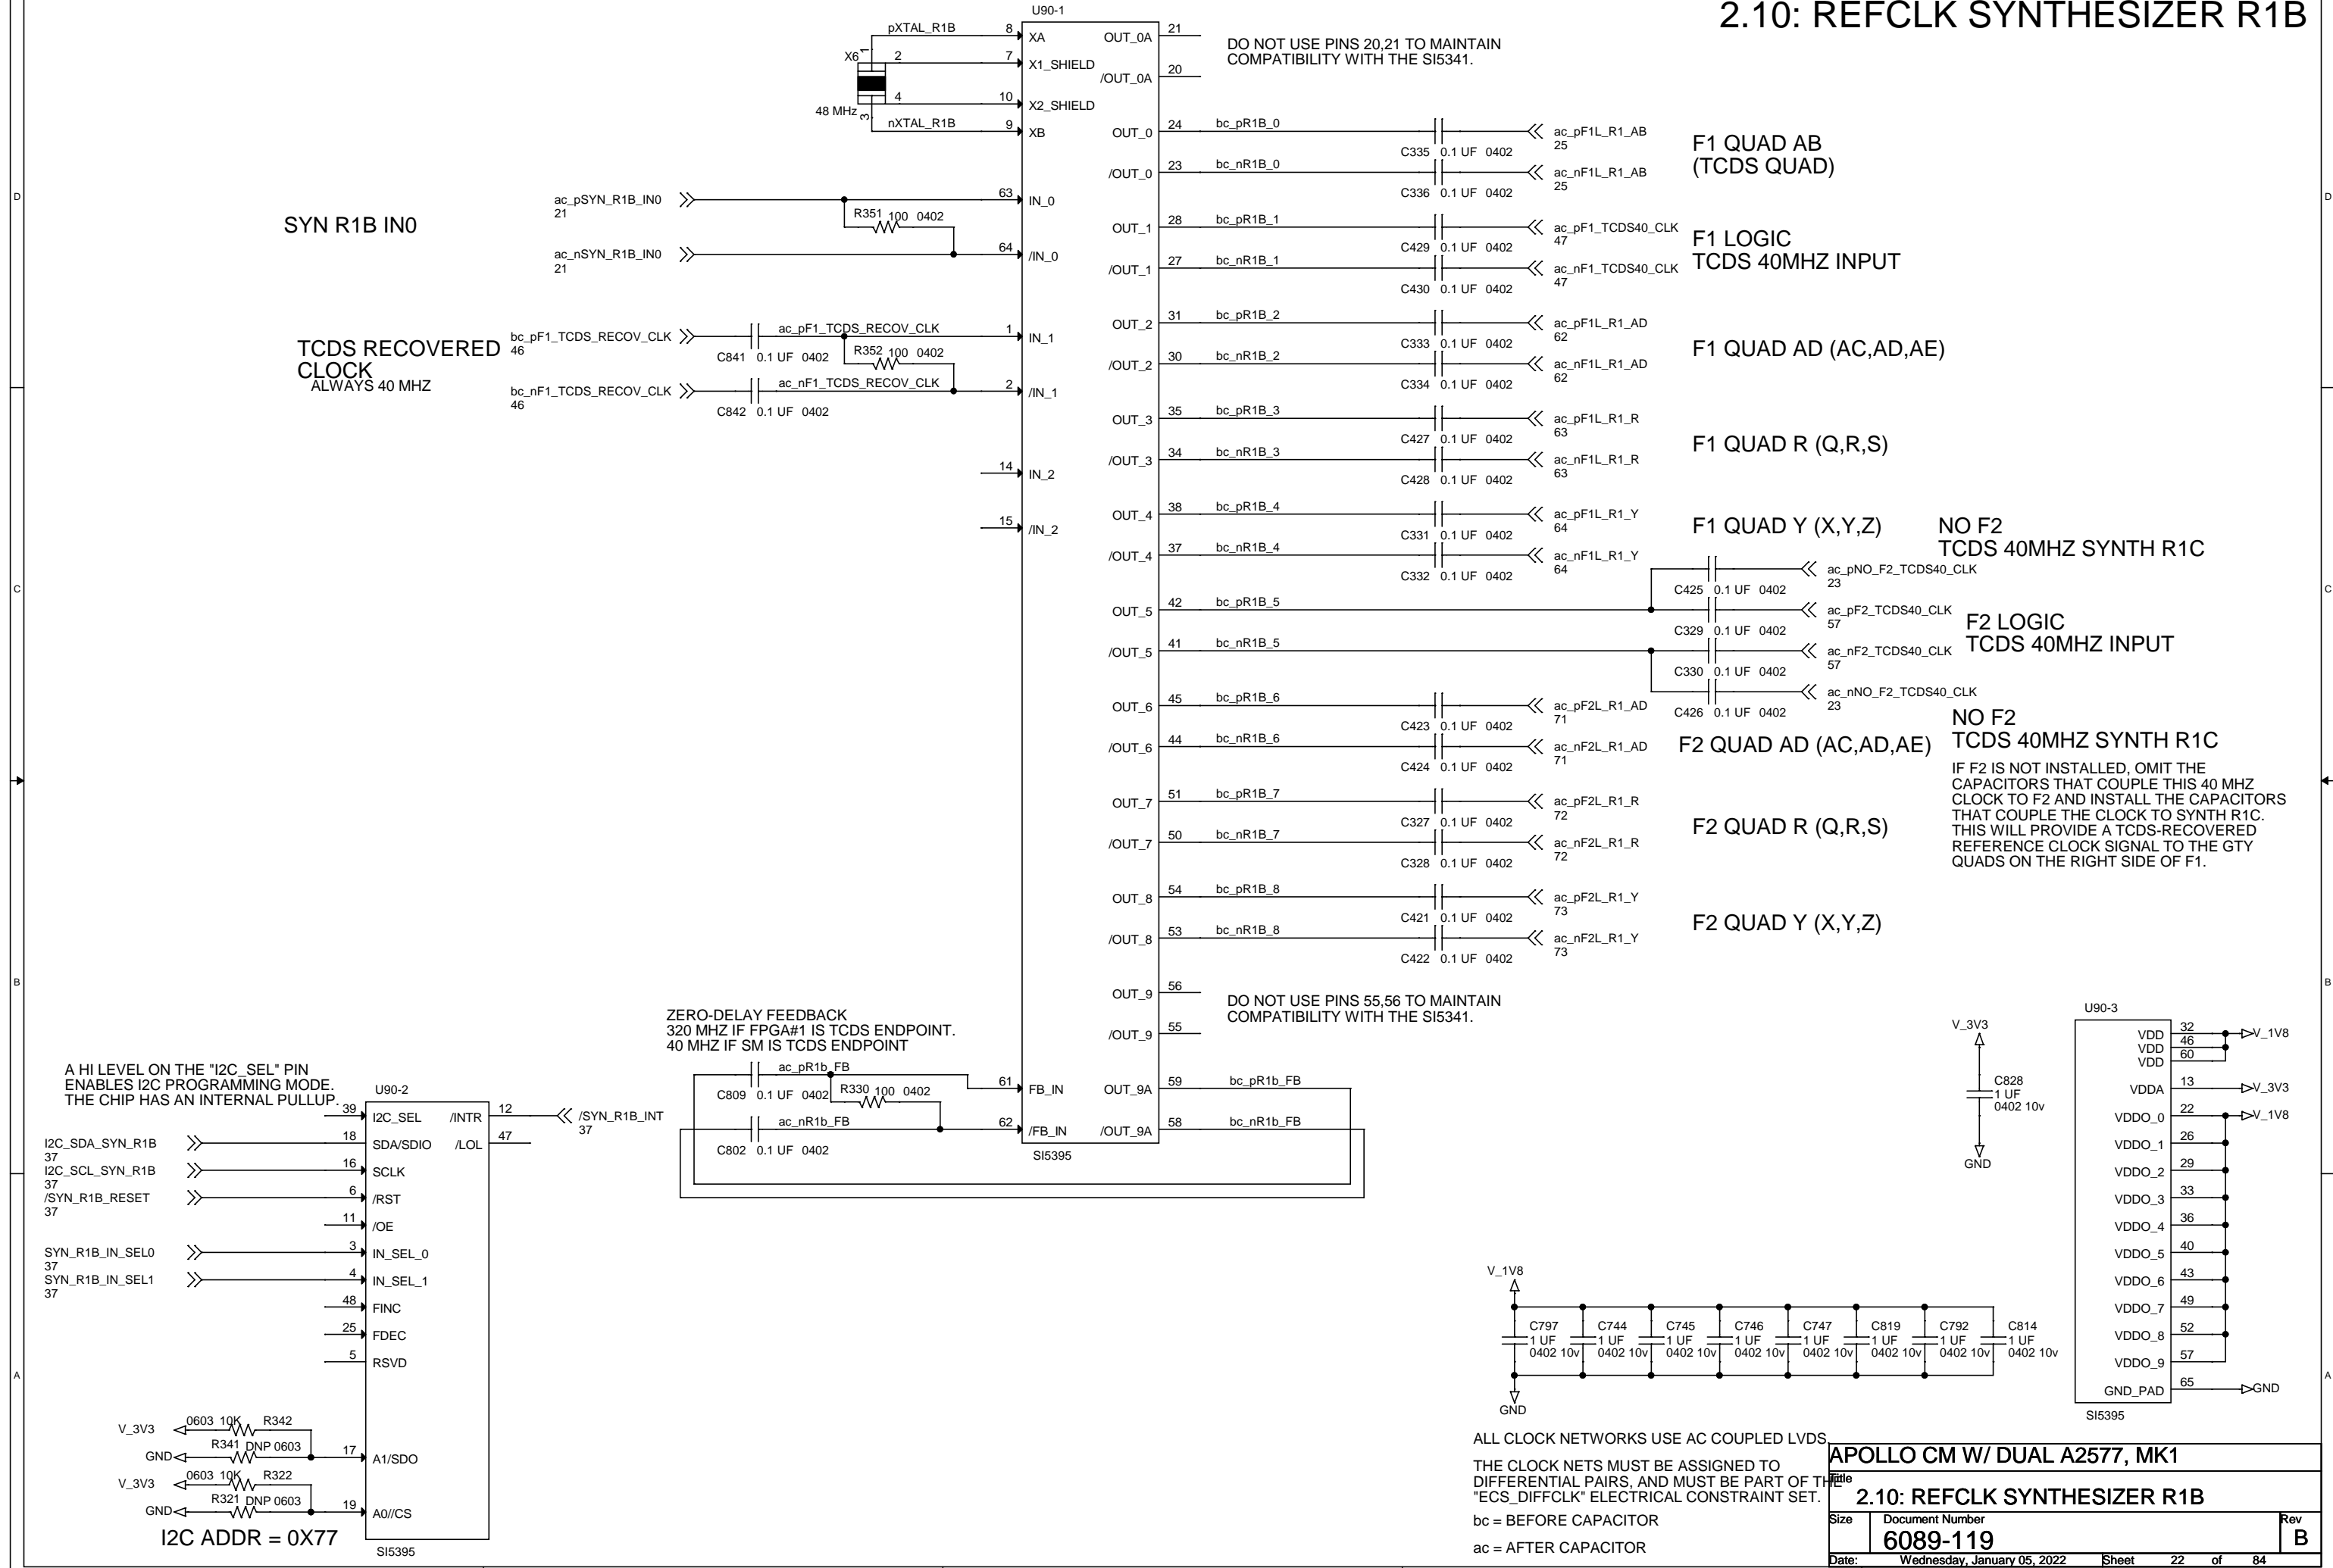 2.10: REFCLK SYNTHESIZER R1B
U90-1
pXTAL_R1B
8
XA
X6
1
2
7
X1_SHIELD
4
10
X2_SHIELD
48 MHz
3
nXTAL_R1B
9
XB
OUT_0A
21
/OUT_0A
20
DO NOT USE PINS 20,21 TO MAINTAIN
COMPATIBILITY WITH THE SI5341.
SYN R1B IN0
ac_pSYN_R1B_IN0
21
63
IN_0
R351 100 0402
ac_nSYN_R1B_IN0
21
64
/IN_0
TCDS RECOVERED
CLOCK
ALWAYS 40 MHZ
bc_pF1_TCDS_RECOV_CLK
46
C841 0.1 UF 0402
ac_pF1_TCDS_RECOV_CLK
1
IN_1
R352 100 0402
bc_nF1_TCDS_RECOV_CLK
46
C842 0.1 UF 0402
ac_nF1_TCDS_RECOV_CLK
2
/IN_1
14
IN_2
15
/IN_2
OUT_0
24
bc_pR1B_0
C335 0.1 UF 0402
ac_pF1L_R1_AB
25
/OUT_0
23
bc_nR1B_0
C336 0.1 UF 0402
ac_nF1L_R1_AB
25
F1 QUAD AB
(TCDS QUAD)
OUT_1
28
bc_pR1B_1
C429 0.1 UF 0402
ac_pF1_TCDS40_CLK
47
/OUT_1
27
bc_nR1B_1
C430 0.1 UF 0402
ac_nF1_TCDS40_CLK
47
F1 LOGIC
TCDS 40MHZ INPUT
OUT_2
31
bc_pR1B_2
C333 0.1 UF 0402
ac_pF1L_R1_AD
62
/OUT_2
30
bc_nR1B_2
C334 0.1 UF 0402
ac_nF1L_R1_AD
62
F1 QUAD AD (AC,AD,AE)
OUT_3
35
bc_pR1B_3
C427 0.1 UF 0402
ac_pF1L_R1_R
63
/OUT_3
34
bc_nR1B_3
C428 0.1 UF 0402
ac_nF1L_R1_R
63
F1 QUAD R (Q,R,S)
OUT_4
38
bc_pR1B_4
C331 0.1 UF 0402
ac_pF1L_R1_Y
64
/OUT_4
37
bc_nR1B_4
C332 0.1 UF 0402
ac_nF1L_R1_Y
64
F1 QUAD Y (X,Y,Z)
NO F2
TCDS 40MHZ SYNTH R1C
C425 0.1 UF 0402
ac_pNO_F2_TCDS40_CLK
23
OUT_5
42
bc_pR1B_5
C329 0.1 UF 0402
ac_pF2_TCDS40_CLK
57
/OUT_5
41
bc_nR1B_5
C330 0.1 UF 0402
ac_nF2_TCDS40_CLK
57
F2 LOGIC
TCDS 40MHZ INPUT
C426 0.1 UF 0402
ac_nNO_F2_TCDS40_CLK
23
NO F2
TCDS 40MHZ SYNTH R1C
IF F2 IS NOT INSTALLED, OMIT THE
CAPACITORS THAT COUPLE THIS 40 MHZ
CLOCK TO F2 AND INSTALL THE CAPACITORS
THAT COUPLE THE CLOCK TO SYNTH R1C.
THIS WILL PROVIDE A TCDS-RECOVERED
REFERENCE CLOCK SIGNAL TO THE GTY
QUADS ON THE RIGHT SIDE OF F1.
OUT_6
45
bc_pR1B_6
C423 0.1 UF 0402
ac_pF2L_R1_AD
71
/OUT_6
44
bc_nR1B_6
C424 0.1 UF 0402
ac_nF2L_R1_AD
71
F2 QUAD AD (AC,AD,AE)
OUT_7
51
bc_pR1B_7
C327 0.1 UF 0402
ac_pF2L_R1_R
72
/OUT_7
50
bc_nR1B_7
C328 0.1 UF 0402
ac_nF2L_R1_R
72
F2 QUAD R (Q,R,S)
OUT_8
54
bc_pR1B_8
C421 0.1 UF 0402
ac_pF2L_R1_Y
73
/OUT_8
53
bc_nR1B_8
C422 0.1 UF 0402
ac_nF2L_R1_Y
73
F2 QUAD Y (X,Y,Z)
OUT_9
56
/OUT_9
55
DO NOT USE PINS 55,56 TO MAINTAIN
COMPATIBILITY WITH THE SI5341.
ZERO-DELAY FEEDBACK
320 MHZ IF FPGA#1 IS TCDS ENDPOINT.
40 MHZ IF SM IS TCDS ENDPOINT
ac_pR1b_FB
C809 0.1 UF 0402
R330 100 0402
61
FB_IN
ac_nR1b_FB
C802 0.1 UF 0402
62
/FB_IN
OUT_9A
59
bc_pR1b_FB
/OUT_9A
58
bc_nR1b_FB
SI5395
A HI LEVEL ON THE "I2C_SEL" PIN
ENABLES I2C PROGRAMMING MODE.
THE CHIP HAS AN INTERNAL PULLUP.
U90-2
39
I2C_SEL
/INTR
12
/SYN_R1B_INT
37
I2C_SDA_SYN_R1B
37
18
SDA/SDIO
/LOL
47
I2C_SCL_SYN_R1B
37
16
SCLK
/SYN_R1B_RESET
37
6
/RST
11
/OE
SYN_R1B_IN_SEL0
37
3
IN_SEL_0
SYN_R1B_IN_SEL1
37
4
IN_SEL_1
48
FINC
25
FDEC
5
RSVD
V_3V3
0603 10K R342
GND
R341 DNP 0603
17
A1/SDO
V_3V3
0603 10K R322
GND
R321 DNP 0603
19
A0//CS
I2C ADDR = 0X77
SI5395
V_3V3
C828
1 UF
0402 10v
GND
U90-3
VDD
32
V_1V8
VDD
46
VDD
60
VDDA
13
V_3V3
VDDO_0
22
V_1V8
VDDO_1
26
VDDO_2
29
VDDO_3
33
VDDO_4
36
VDDO_5
40
VDDO_6
43
VDDO_7
49
VDDO_8
52
VDDO_9
57
GND_PAD
65
GND
SI5395
V_1V8
C797 C744 C745 C746 C747 C819 C792 C814
1 UF 1 UF 1 UF 1 UF 1 UF 1 UF 1 UF 1 UF
0402 10v 0402 10v 0402 10v 0402 10v 0402 10v 0402 10v 0402 10v 0402 10v
GND
ALL CLOCK NETWORKS USE AC COUPLED LVDS.
THE CLOCK NETS MUST BE ASSIGNED TO
DIFFERENTIAL PAIRS, AND MUST BE PART OF THE
"ECS_DIFFCLK" ELECTRICAL CONSTRAINT SET.
bc = BEFORE CAPACITOR
ac = AFTER CAPACITOR
APOLLO CM W/ DUAL A2577, MK1
Title
2.10: REFCLK SYNTHESIZER R1B
Size
Document Number
Rev
6089-119
B
Date: Wednesday, January 05, 2022 Sheet 22 of 84
D
D
C
C
B
B
A
A